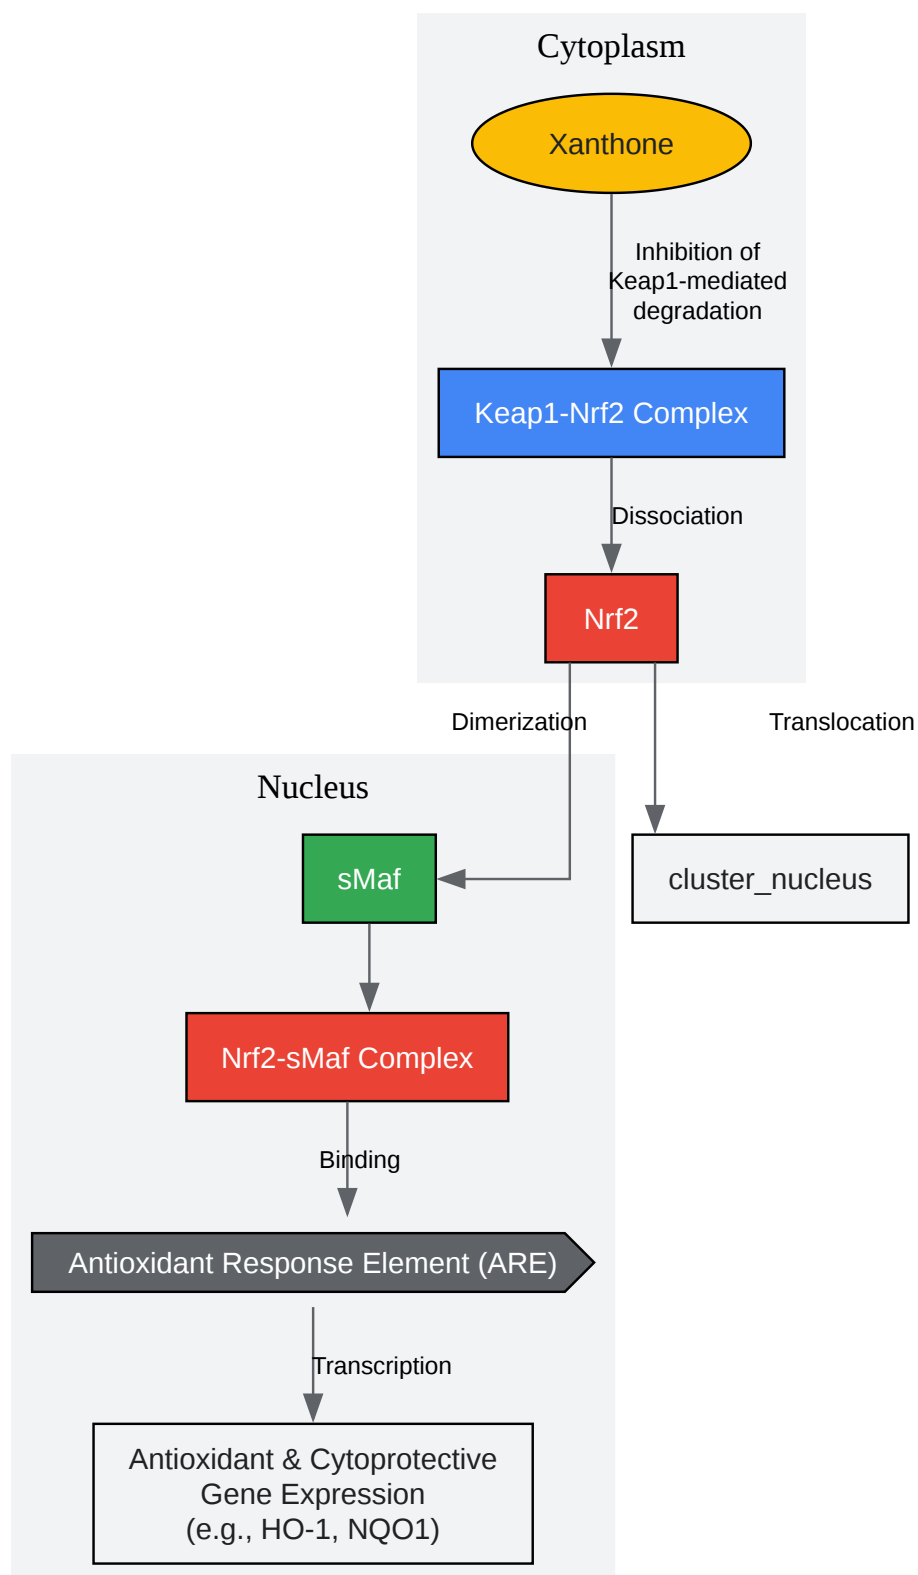 Cytoplasm
Xanthone
Inhibition of
Keap1-mediated
degradation
Keap1-Nrf2 Complex
Dissociation
Nrf2
Dimerization
Translocation
Nucleus
sMaf
cluster_nucleus
Nrf2-sMaf Complex
Binding
Antioxidant Response Element (ARE)
Transcription
Antioxidant & Cytoprotective
Gene Expression
(e.g., HO-1, NQO1)